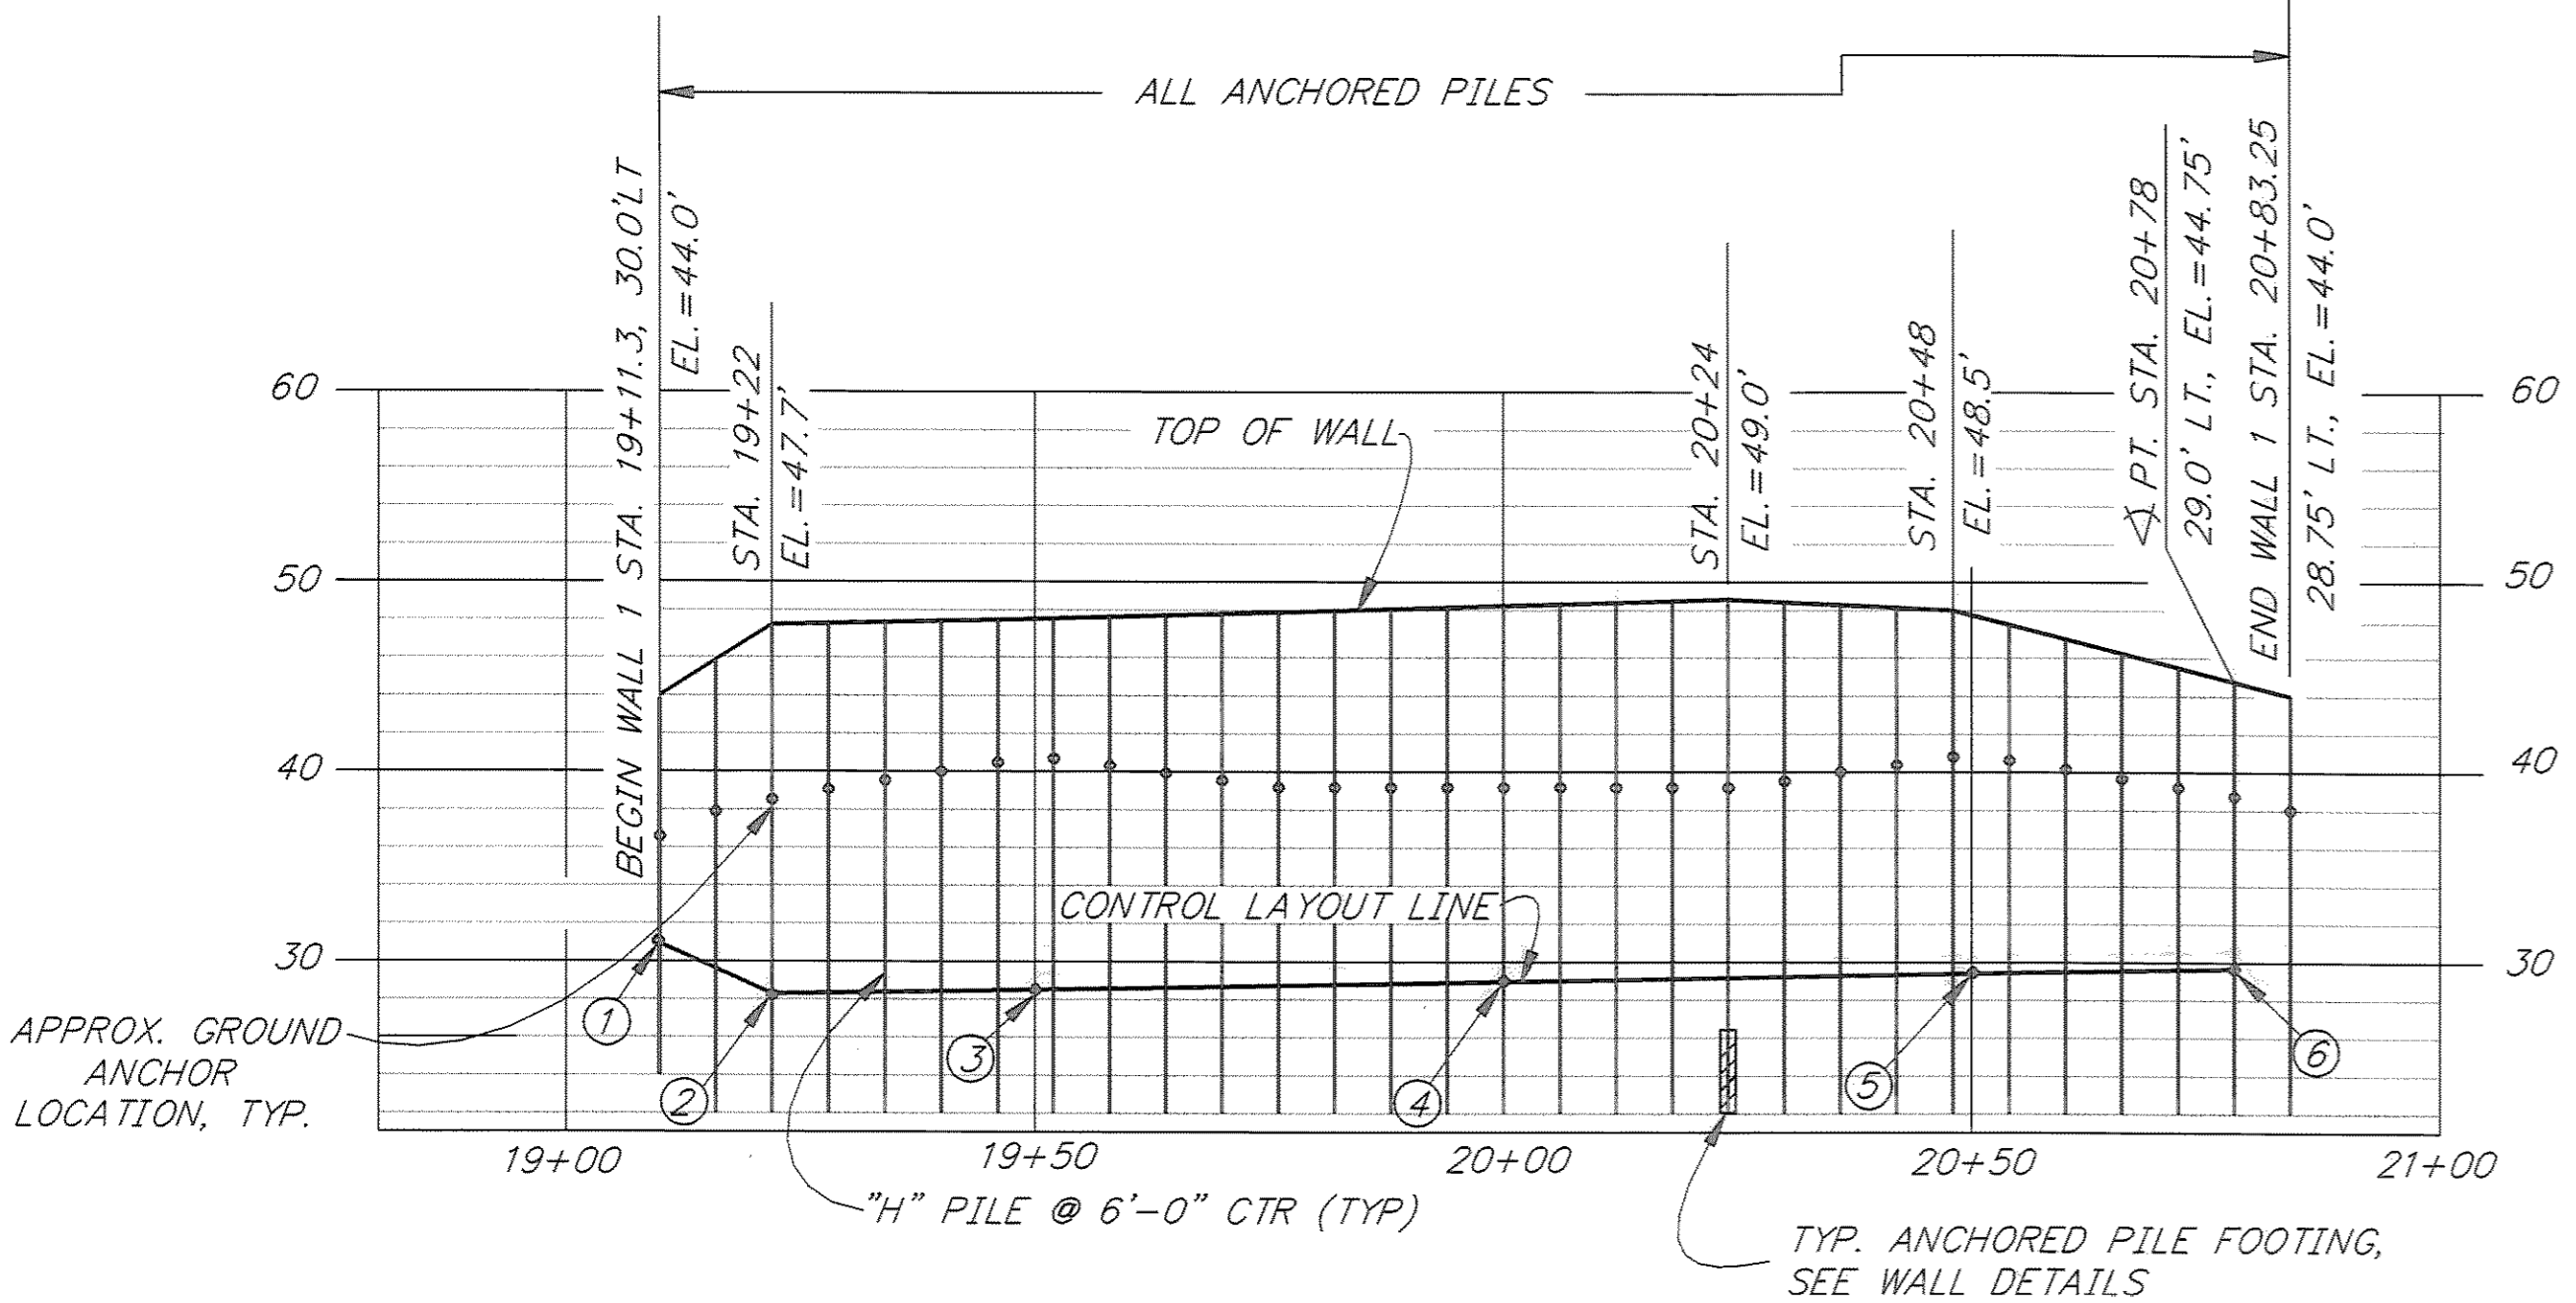 ALL ANCHORED PILES
BEGIN WALL 1 STA. 19+11.3, 30.0'LT
EL.=44.0'
STA. 19+22
EL.=47.7'
STA. 20+24
EL.=49.0'
STA. 20+48
EL.=48.5'
PT. STA. 20+78
29.0' LT., EL.=44.75'
END WALL 1 STA. 20+83.25
28.75' LT., EL.=44.0'
60
60
TOP OF WALL
50
50
40
40
CONTROL LAYOUT LINE
30
30
1
2
3
4
5
6
APPROX. GROUND
ANCHOR
LOCATION, TYP.
19+00
19+50
20+00
20+50
21+00
"H" PILE @ 6'-0" CTR (TYP)
TYP. ANCHORED PILE FOOTING,
SEE WALL DETAILS